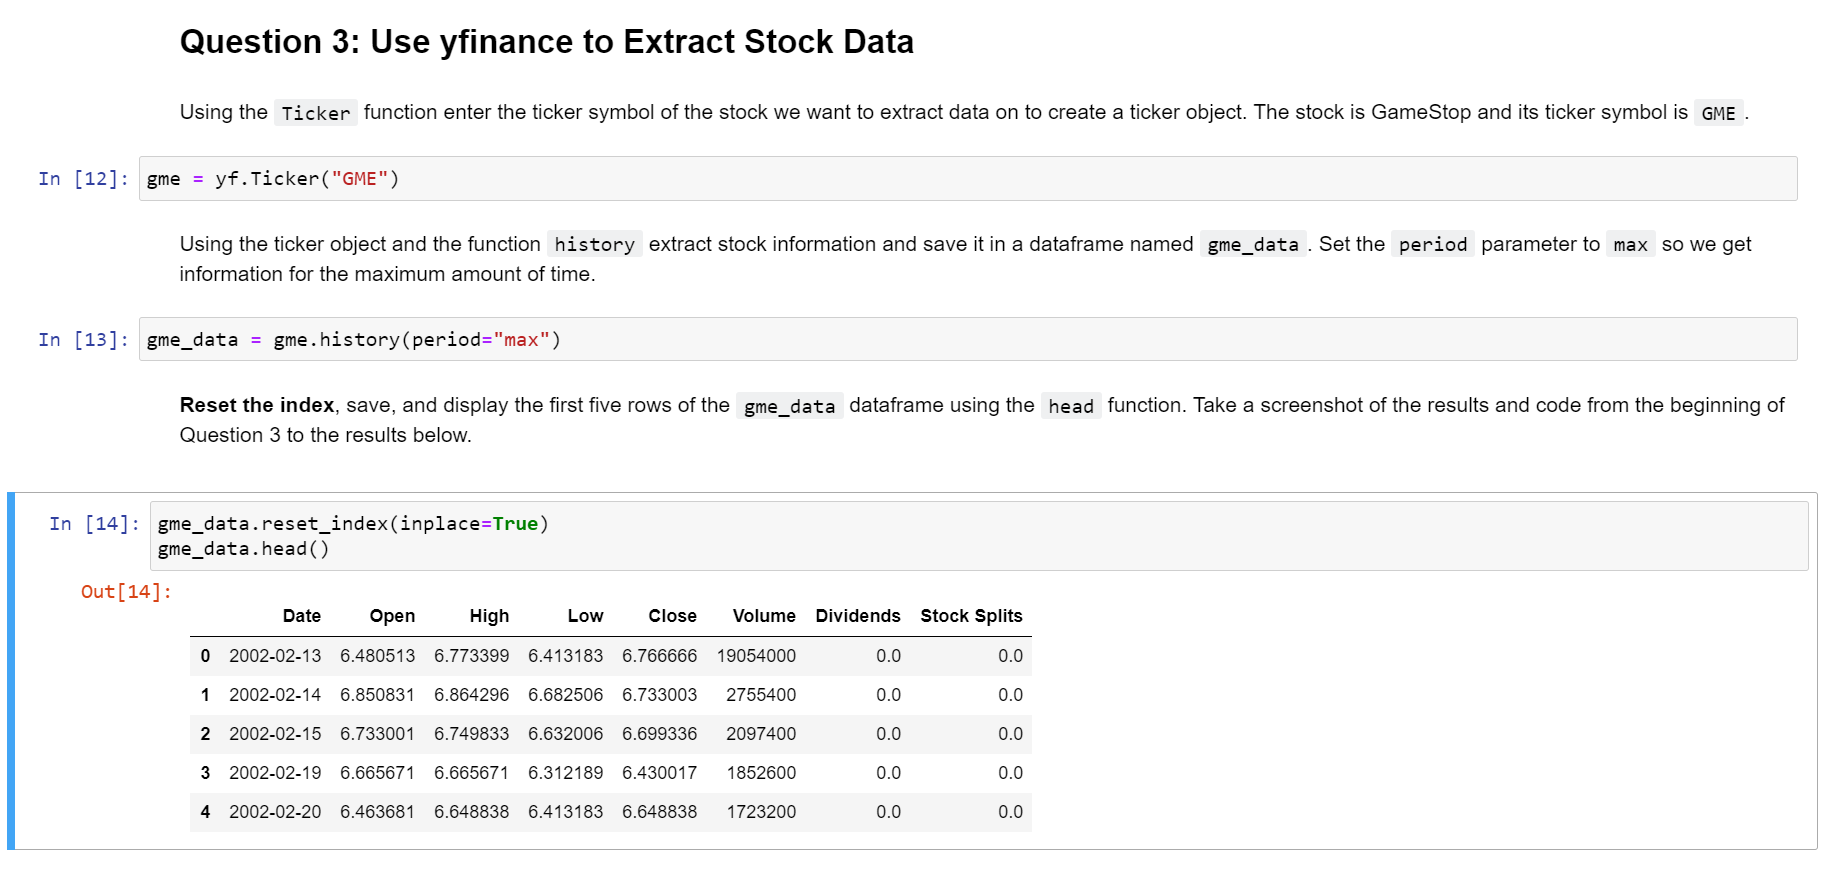 Question 3: Use yfinance to Extract Stock Data
Using the Ticker function enter the ticker symbol of the stock we want to extract data on to create a ticker object. The stock is GameStop and its ticker symbol is GME .
In [12]: gme = yf.Ticker("GME")
Using the ticker object and the function history extract stock information and save it in a dataframe named gme_data . Set the period parameter to max so we get
information for the maximum amount of time.
In [13]: gme_data = gme.history(period="max")
Reset the index, save, and display the first five rows of the gme_data dataframe using the head function. Take a screenshot of the results and code from the beginning of
Question 3 to the results below.
In [14]: gme_data.reset_index(inplace=True)
gme_data.head()
Out[14]:
Date Open High Low Close Volume Dividends Stock Splits
0 2002-02-13 6.480513 6.773399 6.413183 6.766666 19054000 0.0 0.0
1 2002-02-14 6.850831 6.864296 6.682506 6.733003 2755400 0.0 0.0
2 2002-02-15 6.733001 6.749833 6.632006 6.699336 2097400 0.0 0.0
3 2002-02-19 6.665671 6.665671 6.312189 6.430017 1852600 0.0 0.0
4 2002-02-20 6.463681 6.648838 6.413183 6.648838 1723200 0.0 0.0